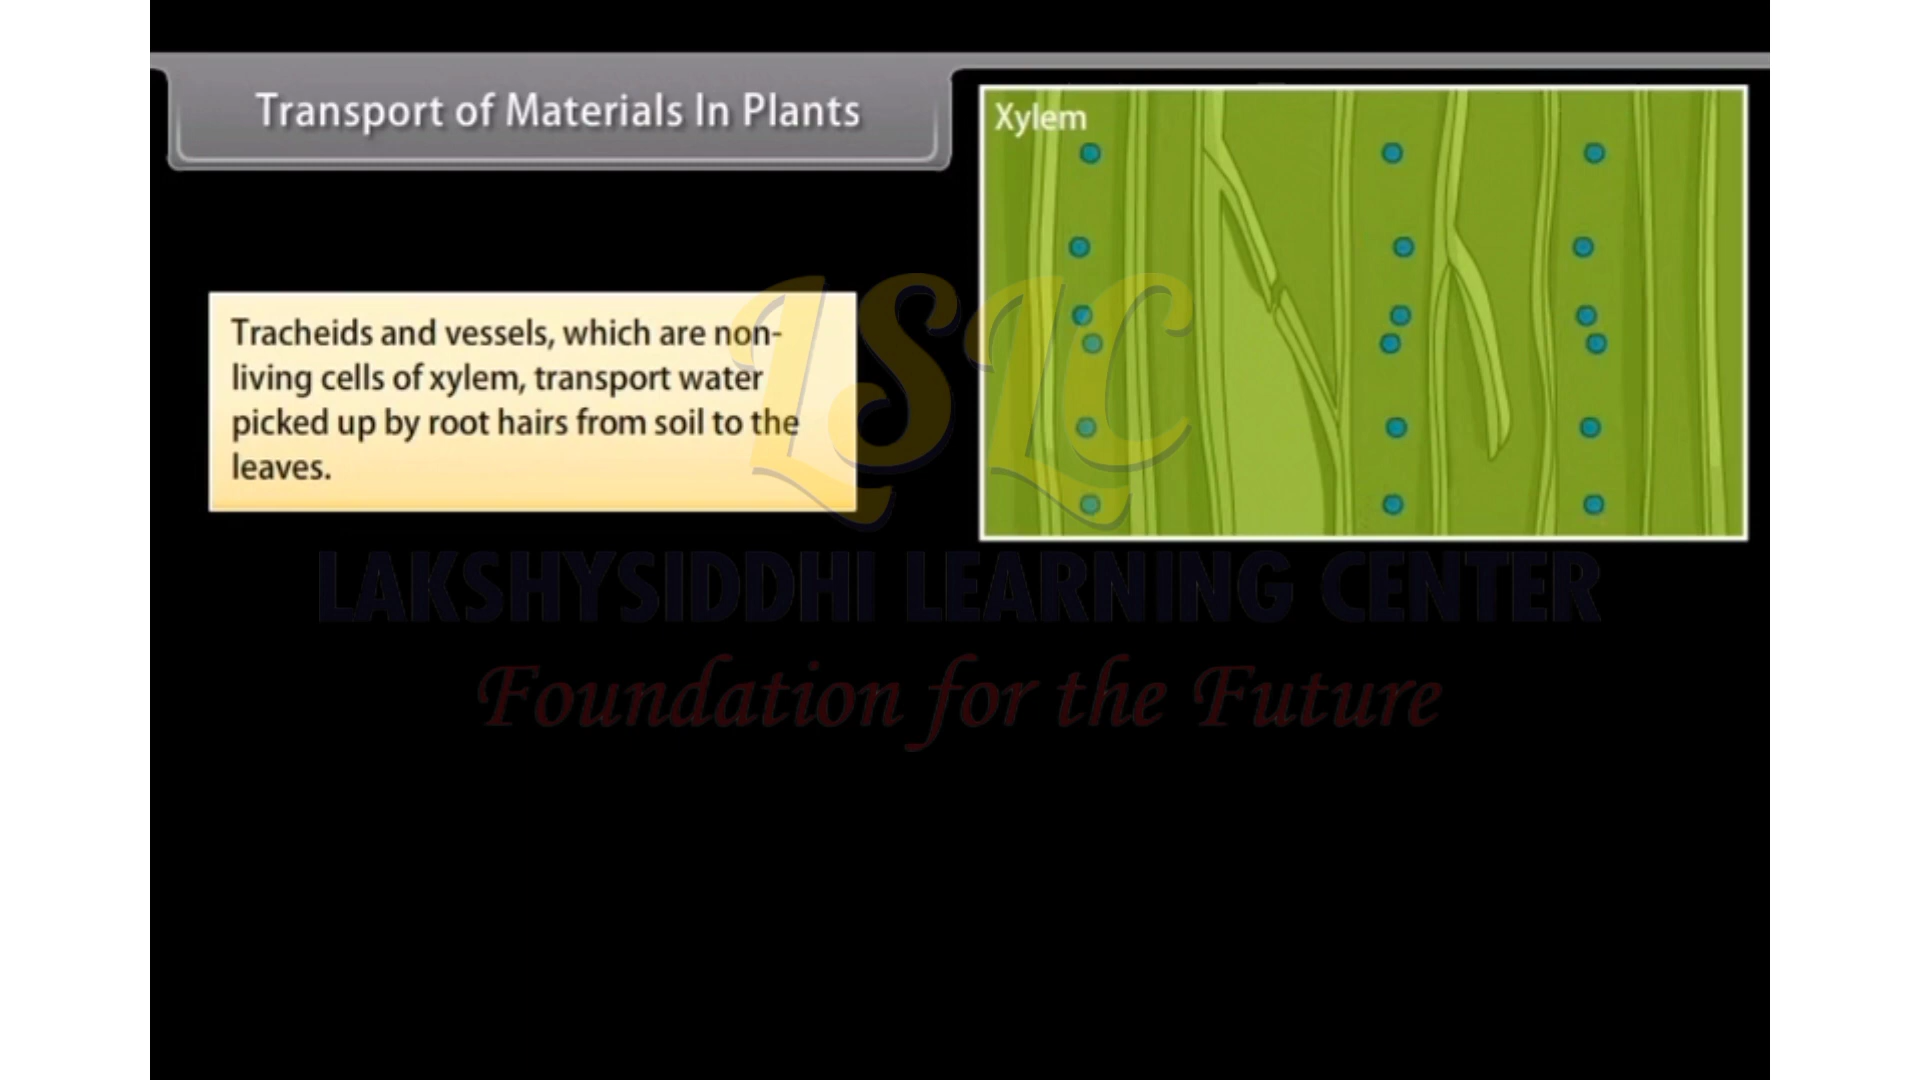 Transport of Materials In Plants
Xylem
Tracheids and vessels, which are non-
living cells of xylem, transport water
picked up by root hairs from soil to the
leaves.
LSLC
LAKSHYSIDDHI LEARNING CENTER
Foundation for the Future